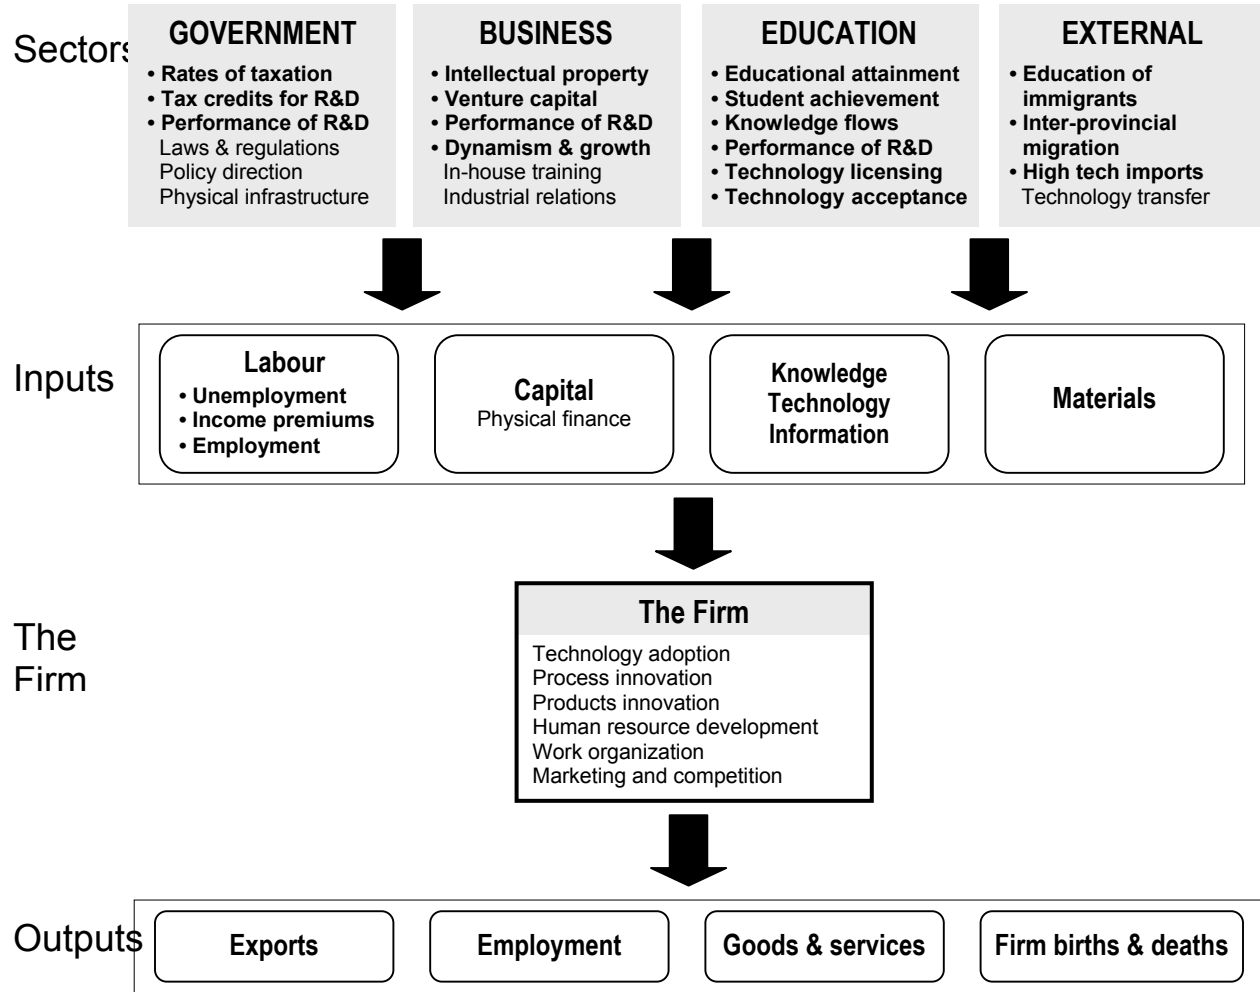 Sectors
GOVERNMENT
• Rates of taxation
• Tax credits for R&D
• Performance of R&D
Laws & regulations
Policy direction
Physical infrastructure
BUSINESS
• Intellectual property
• Venture capital
• Performance of R&D
• Dynamism & growth
In-house training
Industrial relations
EDUCATION
• Educational attainment
• Student achievement
• Knowledge flows
• Performance of R&D
• Technology licensing
• Technology acceptance
EXTERNAL
• Education of
immigrants
• Inter-provincial
migration
• High tech imports
Technology transfer
Inputs
Labour
• Unemployment
• Income premiums
• Employment
Capital
Physical finance
Knowledge
Technology
Information
Materials
The
Firm
The Firm
Technology adoption
Process innovation
Products innovation
Human resource development
Work organization
Marketing and competition
Outputs
Exports
Employment
Goods & services
Firm births & deaths